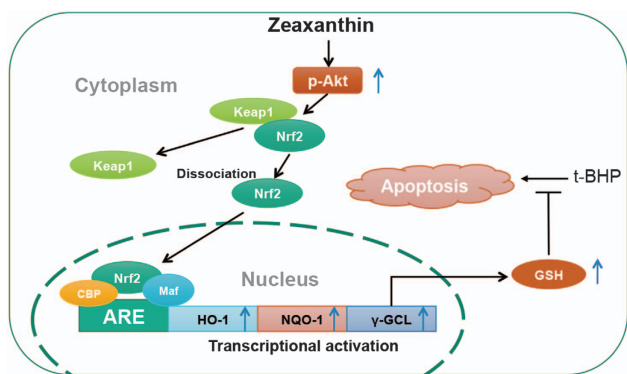 Zeaxanthin
Cytoplasm
p-Akt
Keap1
Nrf2
Keap1
Dissociation
Nrf2
Apoptosis
t-BHP
Nrf2
CBP
Maf
Nucleus
GSH
ARE
HO-1
NQO-1
γ-GCL
Transcriptional activation